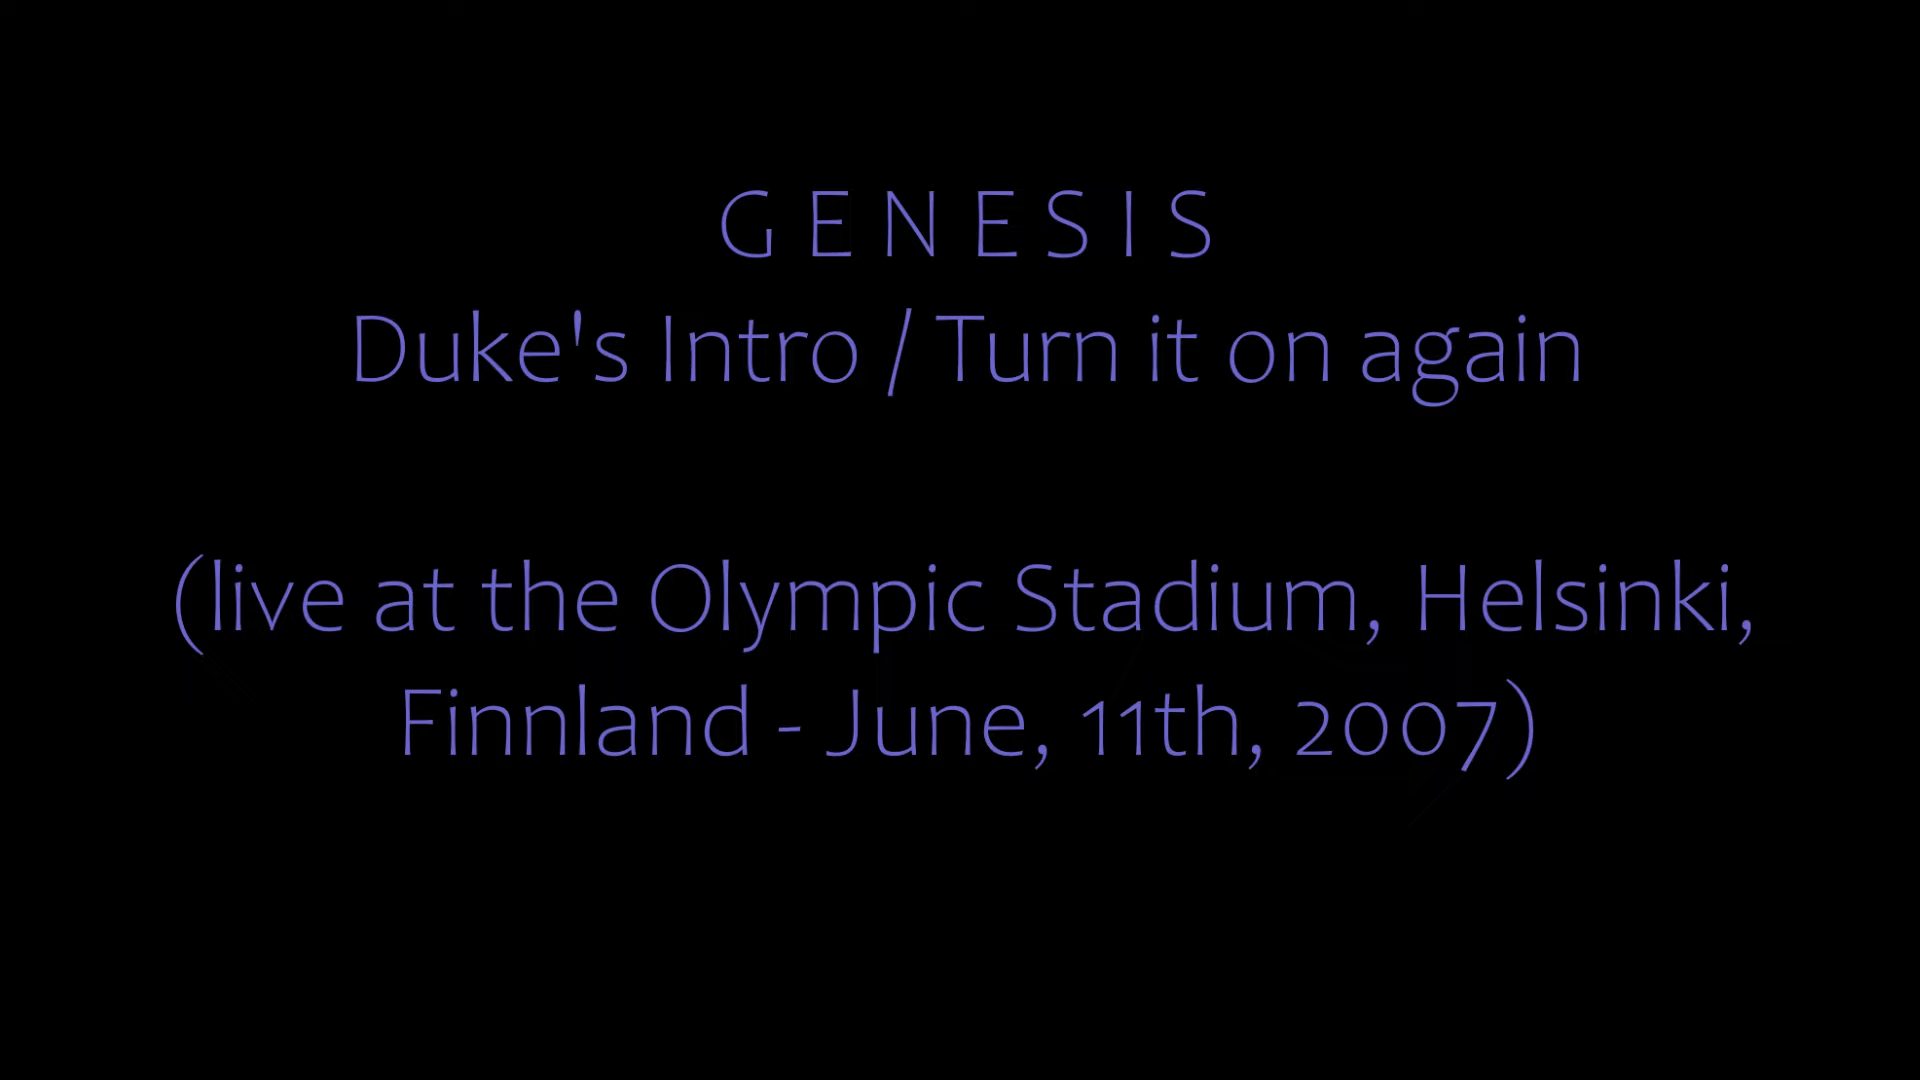 G E N E S I S
Duke's Intro / Turn it on again
(live at the Olympic Stadium, Helsinki,
Finnland - June, 11th, 2007)